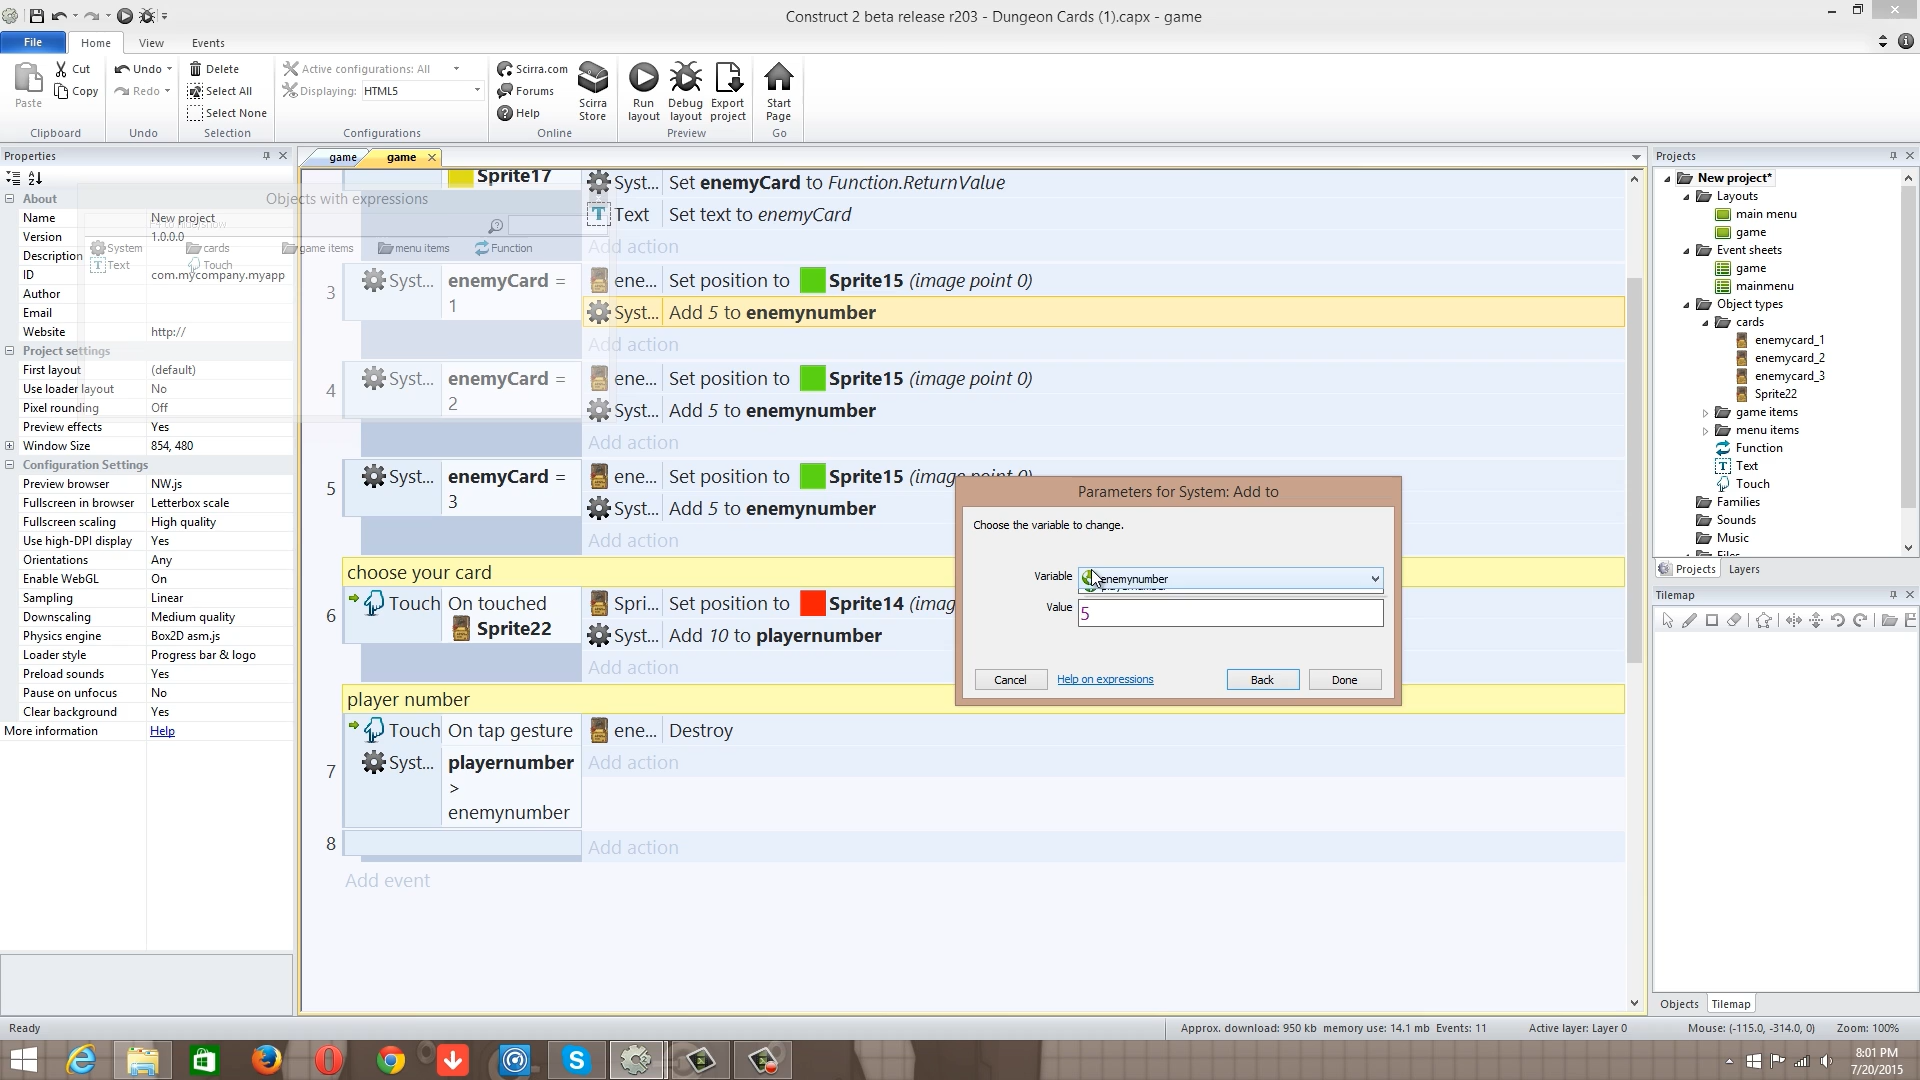 Construct 2 beta release r203 - Dungeon Cards (1).capx - game
File
Home
View
Events
Paste
Cut
Copy
Clipboard
Undo
Redo
Undo
Delete
Select All
Select None
Selection
Active configurations: All
Displaying: HTML5
Configurations
Scirra.com
Forums
Help
Scirra Store
Online
Run layout
Debug layout
Export project
Preview
Start Page
Go
Properties
About
Name New project
Version 1.0.0.0
Description
ID com.mycompany.myapp
Author
Email
Website http://
Project settings
First layout (default)
Use loader layout No
Pixel rounding Off
Preview effects Yes
Window Size 854, 480
Configuration Settings
Preview browser NW.js
Fullscreen in browser Letterbox scale
Fullscreen scaling High quality
Use high-DPI display Yes
Orientations Any
Enable WebGL On
Sampling Linear
Downscaling Medium quality
Physics engine Box2D asm.js
Loader style Progress bar & logo
Preload sounds Yes
Pause on unfocus No
Clear background Yes
More information Help
Objects with expressions
System cards game items menu items Function
Text Touch
game
game
Sprite17
Syst... Set enemyCard to Function.ReturnValue
Text Set text to enemyCard
Add action
3 Syst... enemyCard = 1
ene... Set position to Sprite15 (image point 0)
Syst... Add 5 to enemynumber
Add action
4 Syst... enemyCard = 2
ene... Set position to Sprite15 (image point 0)
Syst... Add 5 to enemynumber
Add action
5 Syst... enemyCard = 3
ene... Set position to Sprite15 (image point 0)
Syst... Add 5 to enemynumber
Add action
choose your card
6 Touch On touched Sprite22
Spri... Set position to Sprite14 (imag
Syst... Add 10 to playernumber
Add action
player number
7 Touch On tap gesture
Syst... playernumber > enemynumber
ene... Destroy
Add action
8 Add action
Add event
Parameters for System: Add to
Choose the variable to change.
Variable enemynumber
Value 5
Cancel
Help on expressions
Back
Done
Projects
New project*
Layouts
main menu
game
Event sheets
game
mainmenu
Object types
cards
enemycard_1
enemycard_2
enemycard_3
Sprite22
game items
menu items
Function
Text
Touch
Families
Sounds
Music
Files
Projects Layers
Tilemap
Objects Tilemap
Ready
Approx. download: 950 kb memory use: 14.1 mb Events: 11
Active layer: Layer 0
Mouse: (-115.0, -314.0, 0)
Zoom: 100%
8:01 PM
7/20/2015